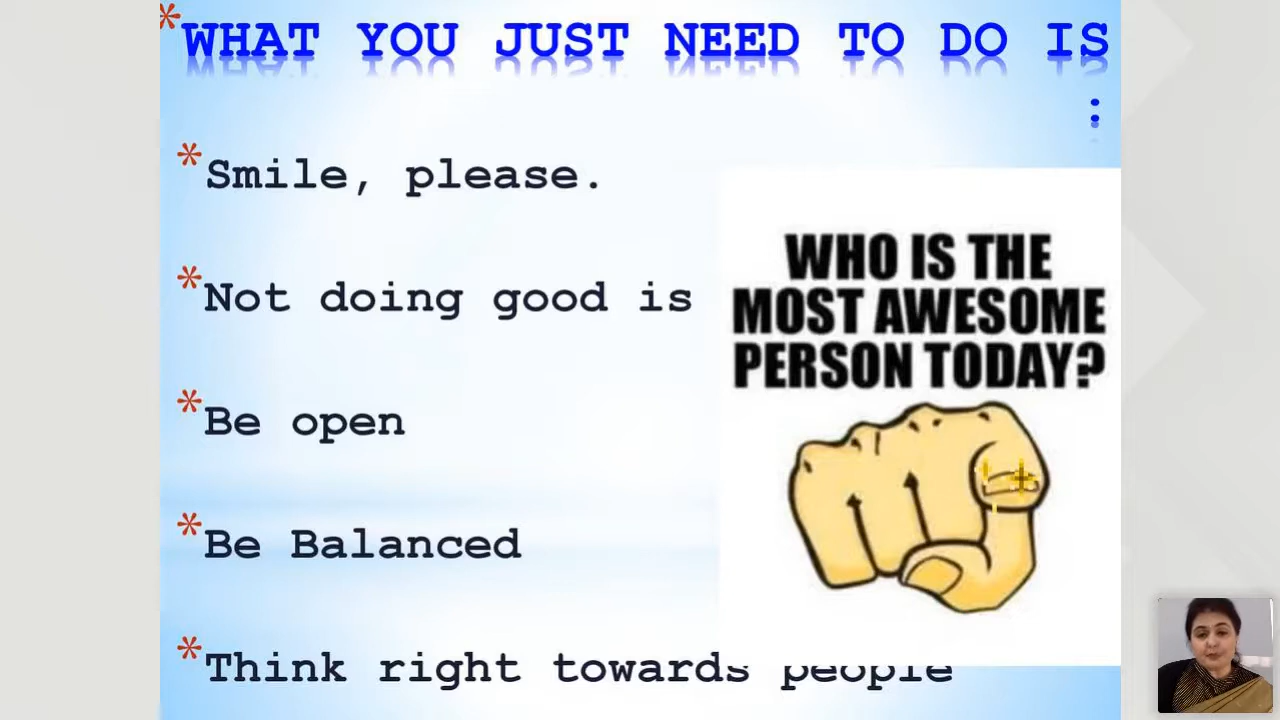 *WHAT YOU JUST NEED TO DO IS
:
*Smile, please.
*Not doing good is
*Be open
*Be Balanced
*Think right towards people
WHO IS THE
MOST AWESOME
PERSON TODAY?